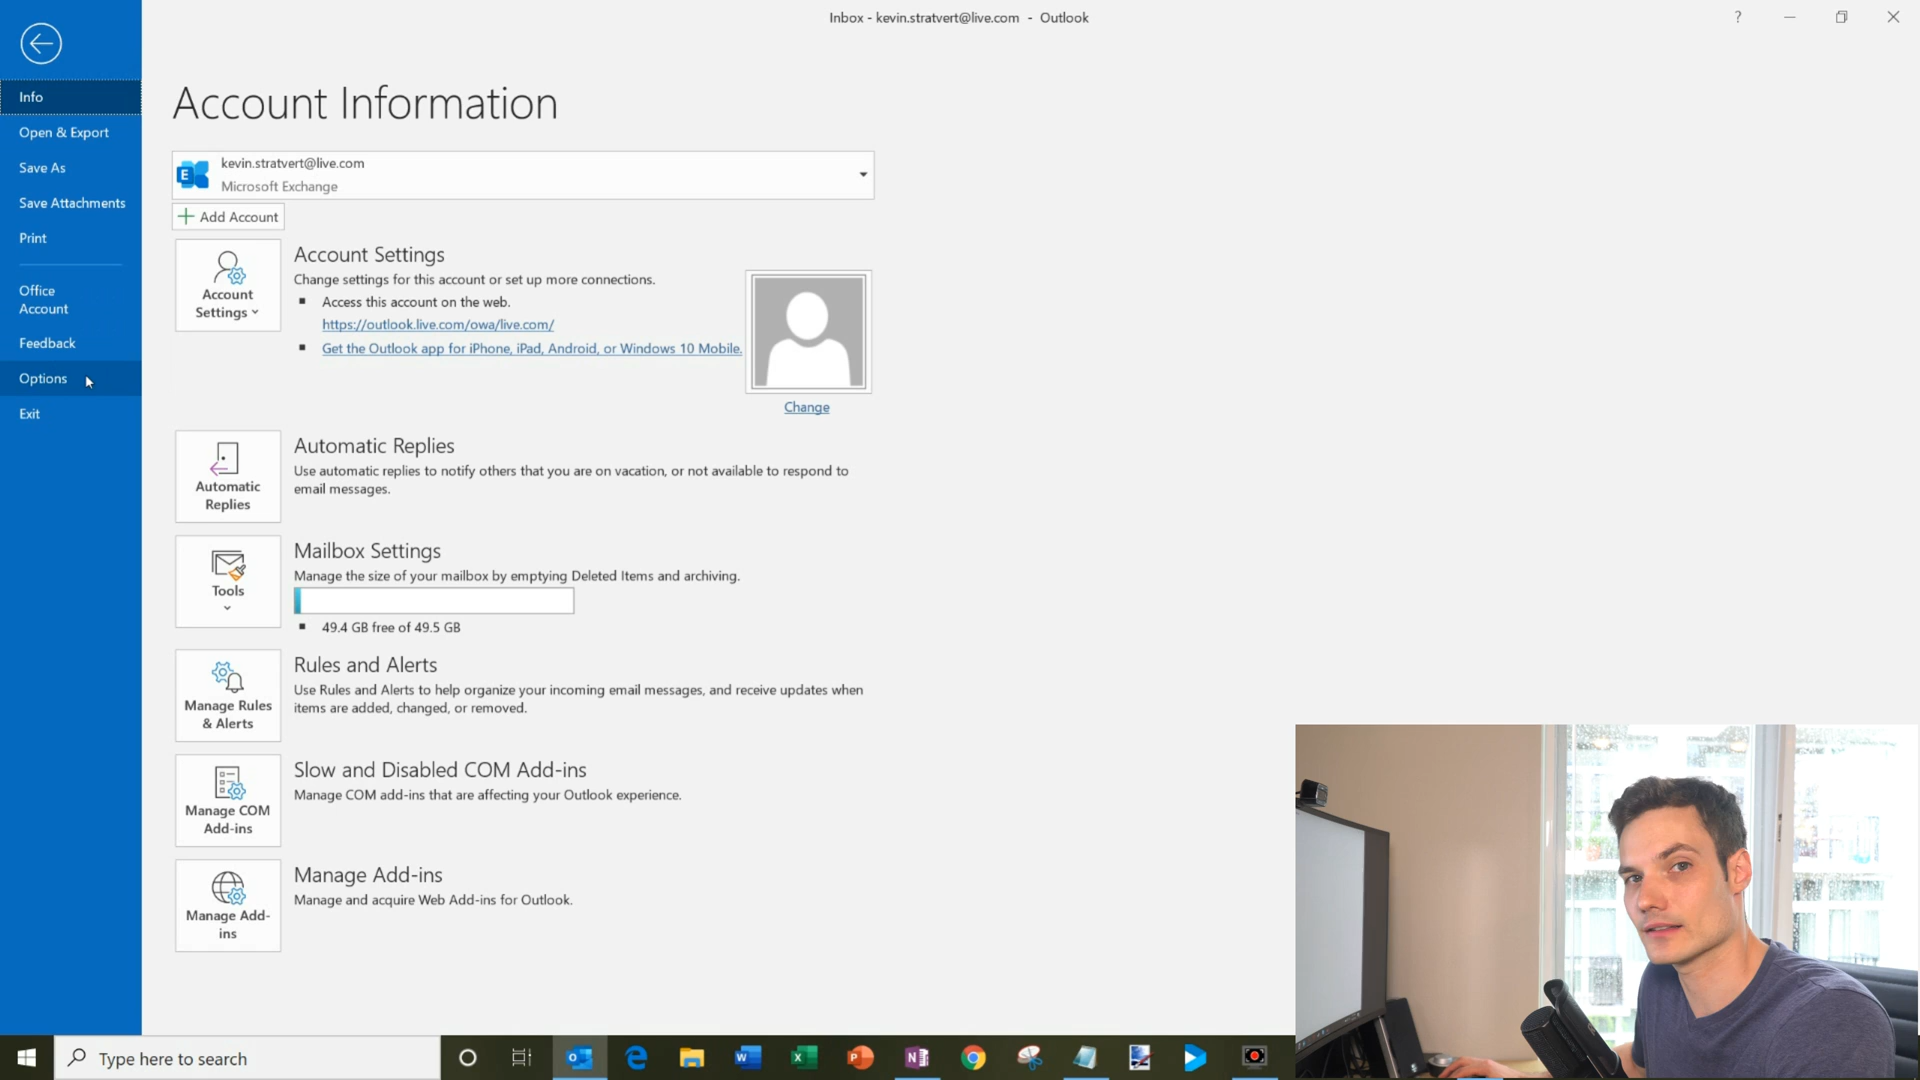 Inbox - kevin.stratvert@live.com - Outlook
?
Info
Open & Export
Save As
Save Attachments
Print
Office
Account
Feedback
Options
Exit
Account Information
E
kevin.stratvert@live.com
Microsoft Exchange
Add Account
Account
Settings
Account Settings
Change settings for this account or set up more connections.
Access this account on the web.
https://outlook.live.com/owa/live.com/
Get the Outlook app for iPhone, iPad, Android, or Windows 10 Mobile.
Change
Automatic
Replies
Automatic Replies
Use automatic replies to notify others that you are on vacation, or not available to respond to
email messages.
Tools
Mailbox Settings
Manage the size of your mailbox by emptying Deleted Items and archiving.
49.4 GB free of 49.5 GB
Manage Rules
& Alerts
Rules and Alerts
Use Rules and Alerts to help organize your incoming email messages, and receive updates when
items are added, changed, or removed.
Manage COM
Add-ins
Slow and Disabled COM Add-ins
Manage COM add-ins that are affecting your Outlook experience.
Manage Add-
ins
Manage Add-ins
Manage and acquire Web Add-ins for Outlook.
Type here to search